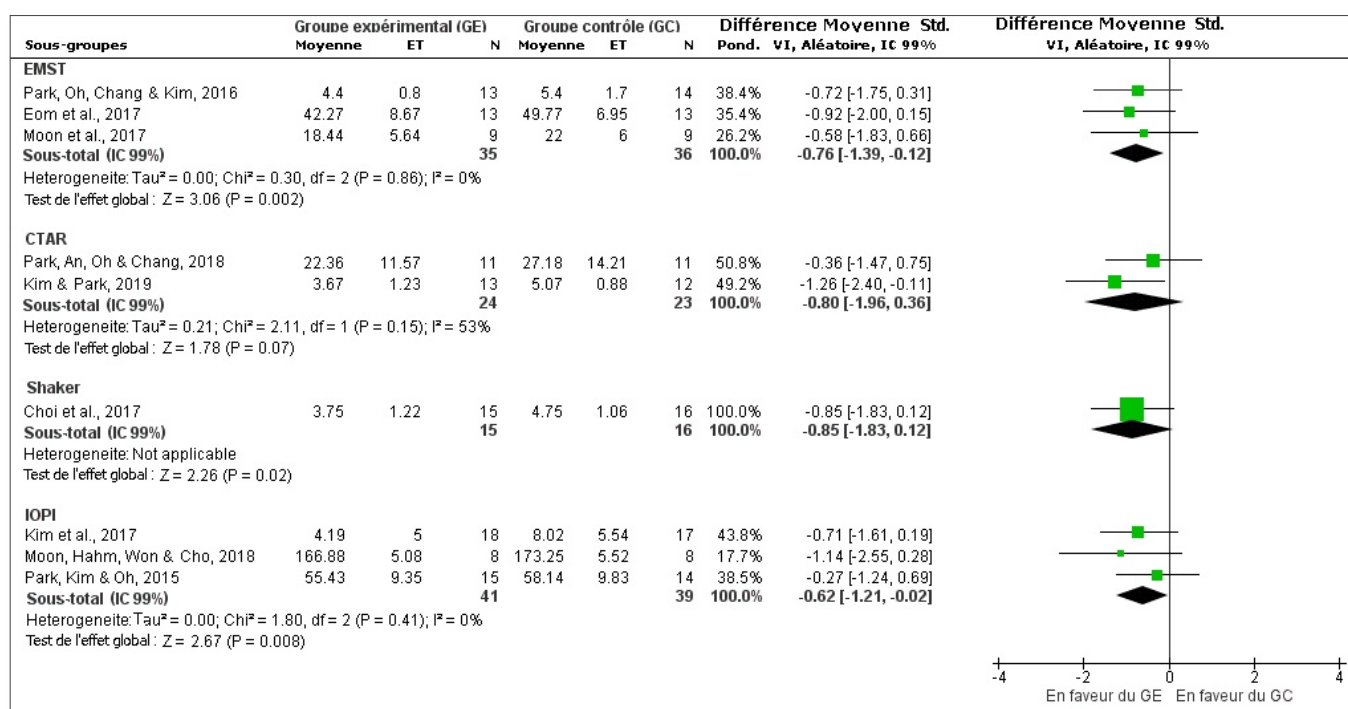 Groupe expérimental (GE) Groupe contrôle (GC) Différence Moyenne Std. Différence Moyenne Std.
Sous-groupes Moyenne ET N Moyenne ET N Pond. VI, Aléatoire, IC 99% VI, Aléatoire, IC 99%
EMST
Park, Oh, Chang & Kim, 2016 4.4 0.8 13 5.4 1.7 14 38.4% -0.72 [-1.75, 0.31]
Eom et al., 2017 42.27 8.67 13 49.77 6.95 13 35.4% -0.92 [-2.00, 0.15]
Moon et al., 2017 18.44 5.64 9 22 6 9 26.2% -0.58 [-1.83, 0.66]
Sous-total (IC 99%) 35 36 100.0% -0.76 [-1.39, -0.12]
Heterogeneite: Tau² = 0.00; Chi² = 0.30, df = 2 (P = 0.86); I² = 0%
Test de l'effet global : Z = 3.06 (P = 0.002)
CTAR
Park, An, Oh & Chang, 2018 22.36 11.57 11 27.18 14.21 11 50.8% -0.36 [-1.47, 0.75]
Kim & Park, 2019 3.67 1.23 13 5.07 0.88 12 49.2% -1.26 [-2.40, -0.11]
Sous-total (IC 99%) 24 23 100.0% -0.80 [-1.96, 0.36]
Heterogeneite: Tau² = 0.21; Chi² = 2.11, df = 1 (P = 0.15); I² = 53%
Test de l'effet global : Z = 1.78 (P = 0.07)
Shaker
Choi et al., 2017 3.75 1.22 15 4.75 1.06 16 100.0% -0.85 [-1.83, 0.12]
Sous-total (IC 99%) 15 16 100.0% -0.85 [-1.83, 0.12]
Heterogeneite: Not applicable
Test de l'effet global : Z = 2.26 (P = 0.02)
IOPI
Kim et al., 2017 4.19 5 18 8.02 5.54 17 43.8% -0.71 [-1.61, 0.19]
Moon, Hahm, Won & Cho, 2018 166.88 5.08 8 173.25 5.52 8 17.7% -1.14 [-2.55, 0.28]
Park, Kim & Oh, 2015 55.43 9.35 15 58.14 9.83 14 38.5% -0.27 [-1.24, 0.69]
Sous-total (IC 99%) 41 39 100.0% -0.62 [-1.21, -0.02]
Heterogeneite: Tau² = 0.00; Chi² = 1.80, df = 2 (P = 0.41); I² = 0%
Test de l'effet global : Z = 2.67 (P = 0.008)
-4 -2 0 2 4
En faveur du GE En faveur du GC